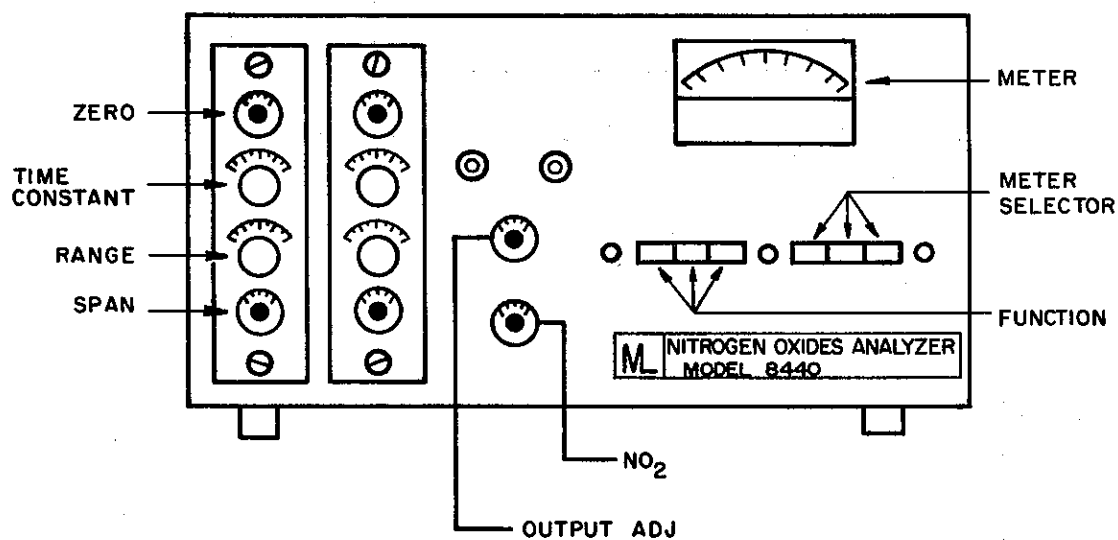 ZERO
TIME
CONSTANT
RANGE
SPAN
METER
METER
SELECTOR
FUNCTION
ML NITROGEN OXIDES ANALYZER
MODEL 8440
NO₂
OUTPUT ADJ